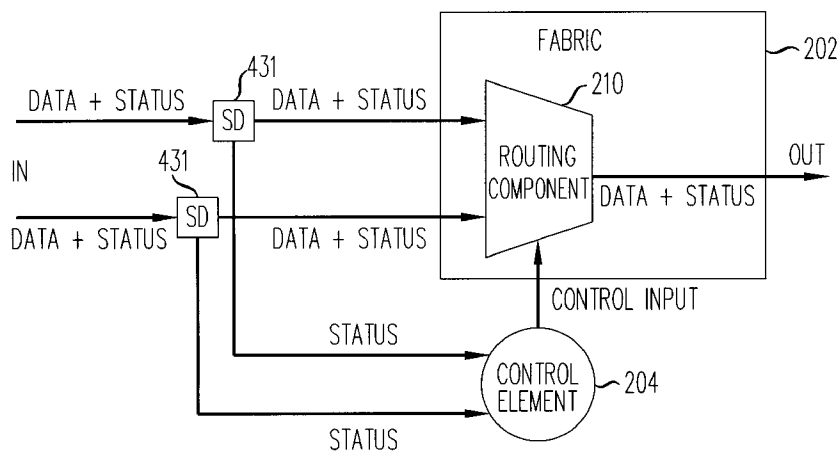 FABRIC
202
431
210
DATA + STATUS
DATA + STATUS
SD
431
ROUTING
COMPONENT
OUT
IN
SD
DATA + STATUS
DATA + STATUS
DATA + STATUS
CONTROL INPUT
STATUS
CONTROL
ELEMENT
204
STATUS